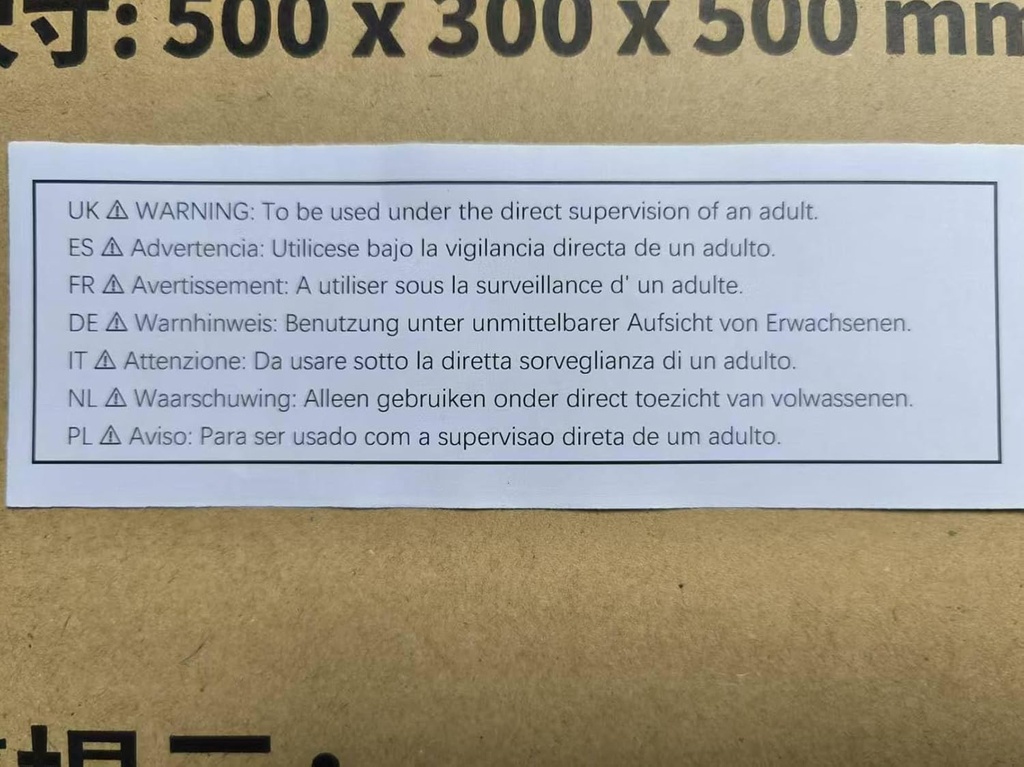 寸: 500 x 300 x 500 mm
UK ⚠ WARNING: To be used under the direct supervision of an adult.
ES ⚠ Advertencia: Utilicese bajo la vigilancia directa de un adulto.
FR ⚠ Avertissement: A utiliser sous la surveillance d' un adulte.
DE ⚠ Warnhinweis: Benutzung unter unmittelbarer Aufsicht von Erwachsenen.
IT ⚠ Attenzione: Da usare sotto la diretta sorveglianza di un adulto.
NL ⚠ Waarschuwing: Alleen gebruiken onder direct toezicht van volwassenen.
PL ⚠ Aviso: Para ser usado com a supervisao direta de um adulto.